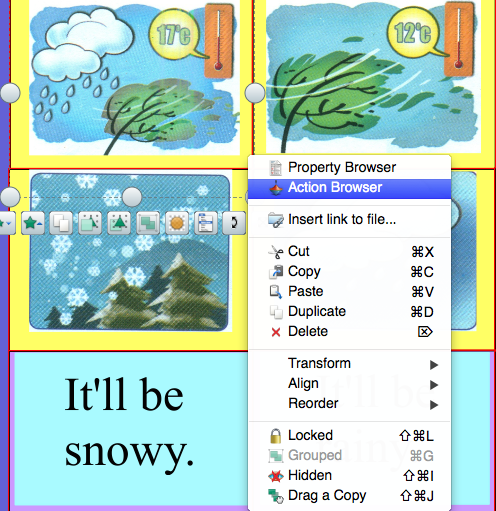 17°c
12°c
Property Browser
Action Browser
Insert link to file...
Cut ⌘X
Copy ⌘C
Paste ⌘V
Duplicate ⌘D
Delete ⌦
Transform ▶
Align ▶
Reorder ▶
Locked ⇧⌘L
Grouped ⌘G
Hidden ⇧⌘I
Drag a Copy ⇧⌘J
It'll be
snowy.